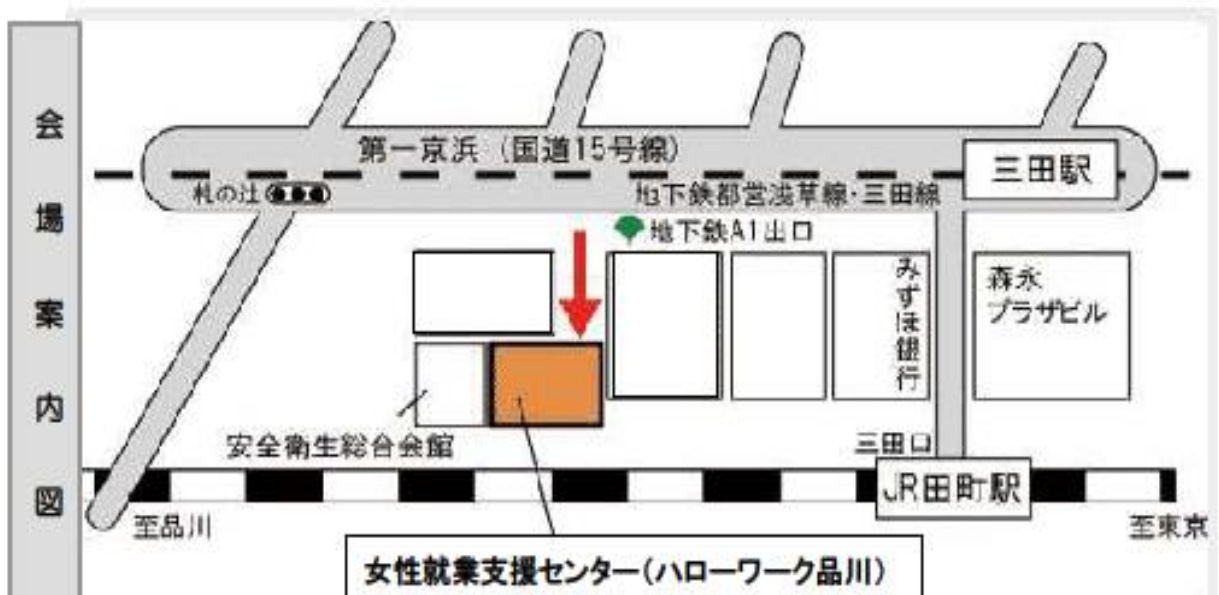 会場案内図
第一京浜（国道15号線）
三田駅
札の辻
地下鉄都営浅草線・三田線
地下鉄A1出口
みずほ銀行
森永
プラザビル
安全衛生総合会館
三田口
JR田町駅
至品川
至東京
女性就業支援センター（ハローワーク品川）